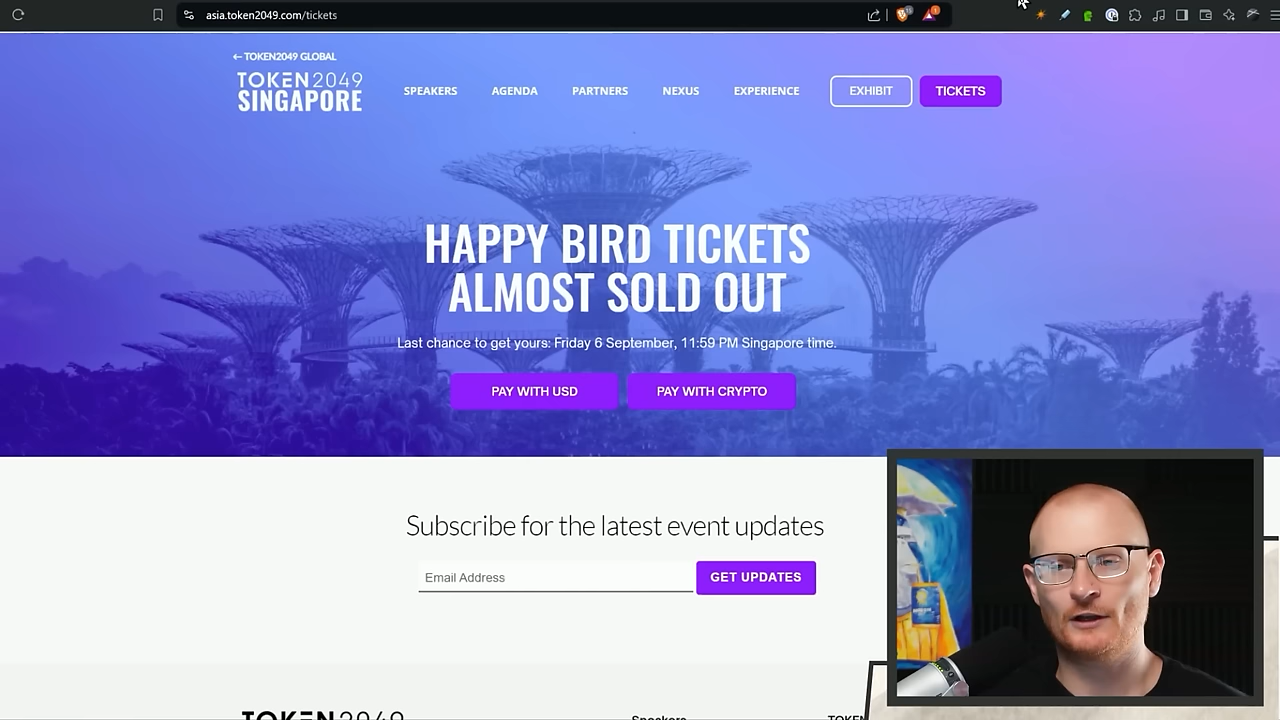 asia.token2049.com/tickets
← TOKEN2049 GLOBAL
TOKEN2049
SINGAPORE
SPEAKERS
AGENDA
PARTNERS
NEXUS
EXPERIENCE
EXHIBIT
TICKETS
HAPPY BIRD TICKETS
ALMOST SOLD OUT
Last chance to get yours: Friday 6 September, 11:59 PM Singapore time.
PAY WITH USD
PAY WITH CRYPTO
Subscribe for the latest event updates
Email Address
GET UPDATES
TOKEN2049
Speakers
TOKEN